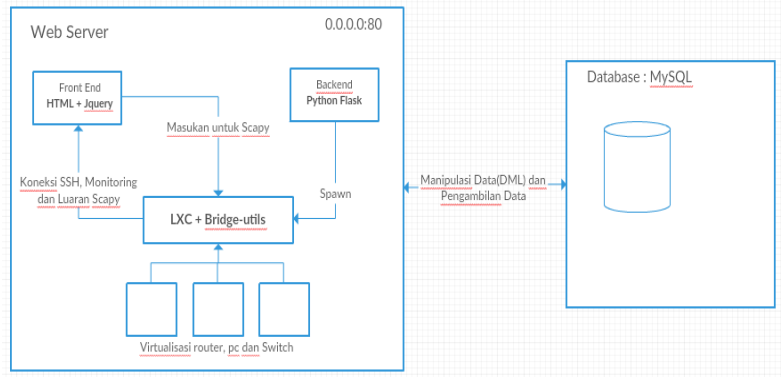 Web Server
0.0.0.0:80
Front End
HTML + Jquery
Backend
Python Flask
Masukan untuk Scapy
Koneksi SSH, Monitoring
dan Luaran Scapy
Spawn
LXC + Bridge-utils
Virtualisasi router, pc dan Switch
Manipulasi Data(DML) dan
Pengambilan Data
Database : MySQL